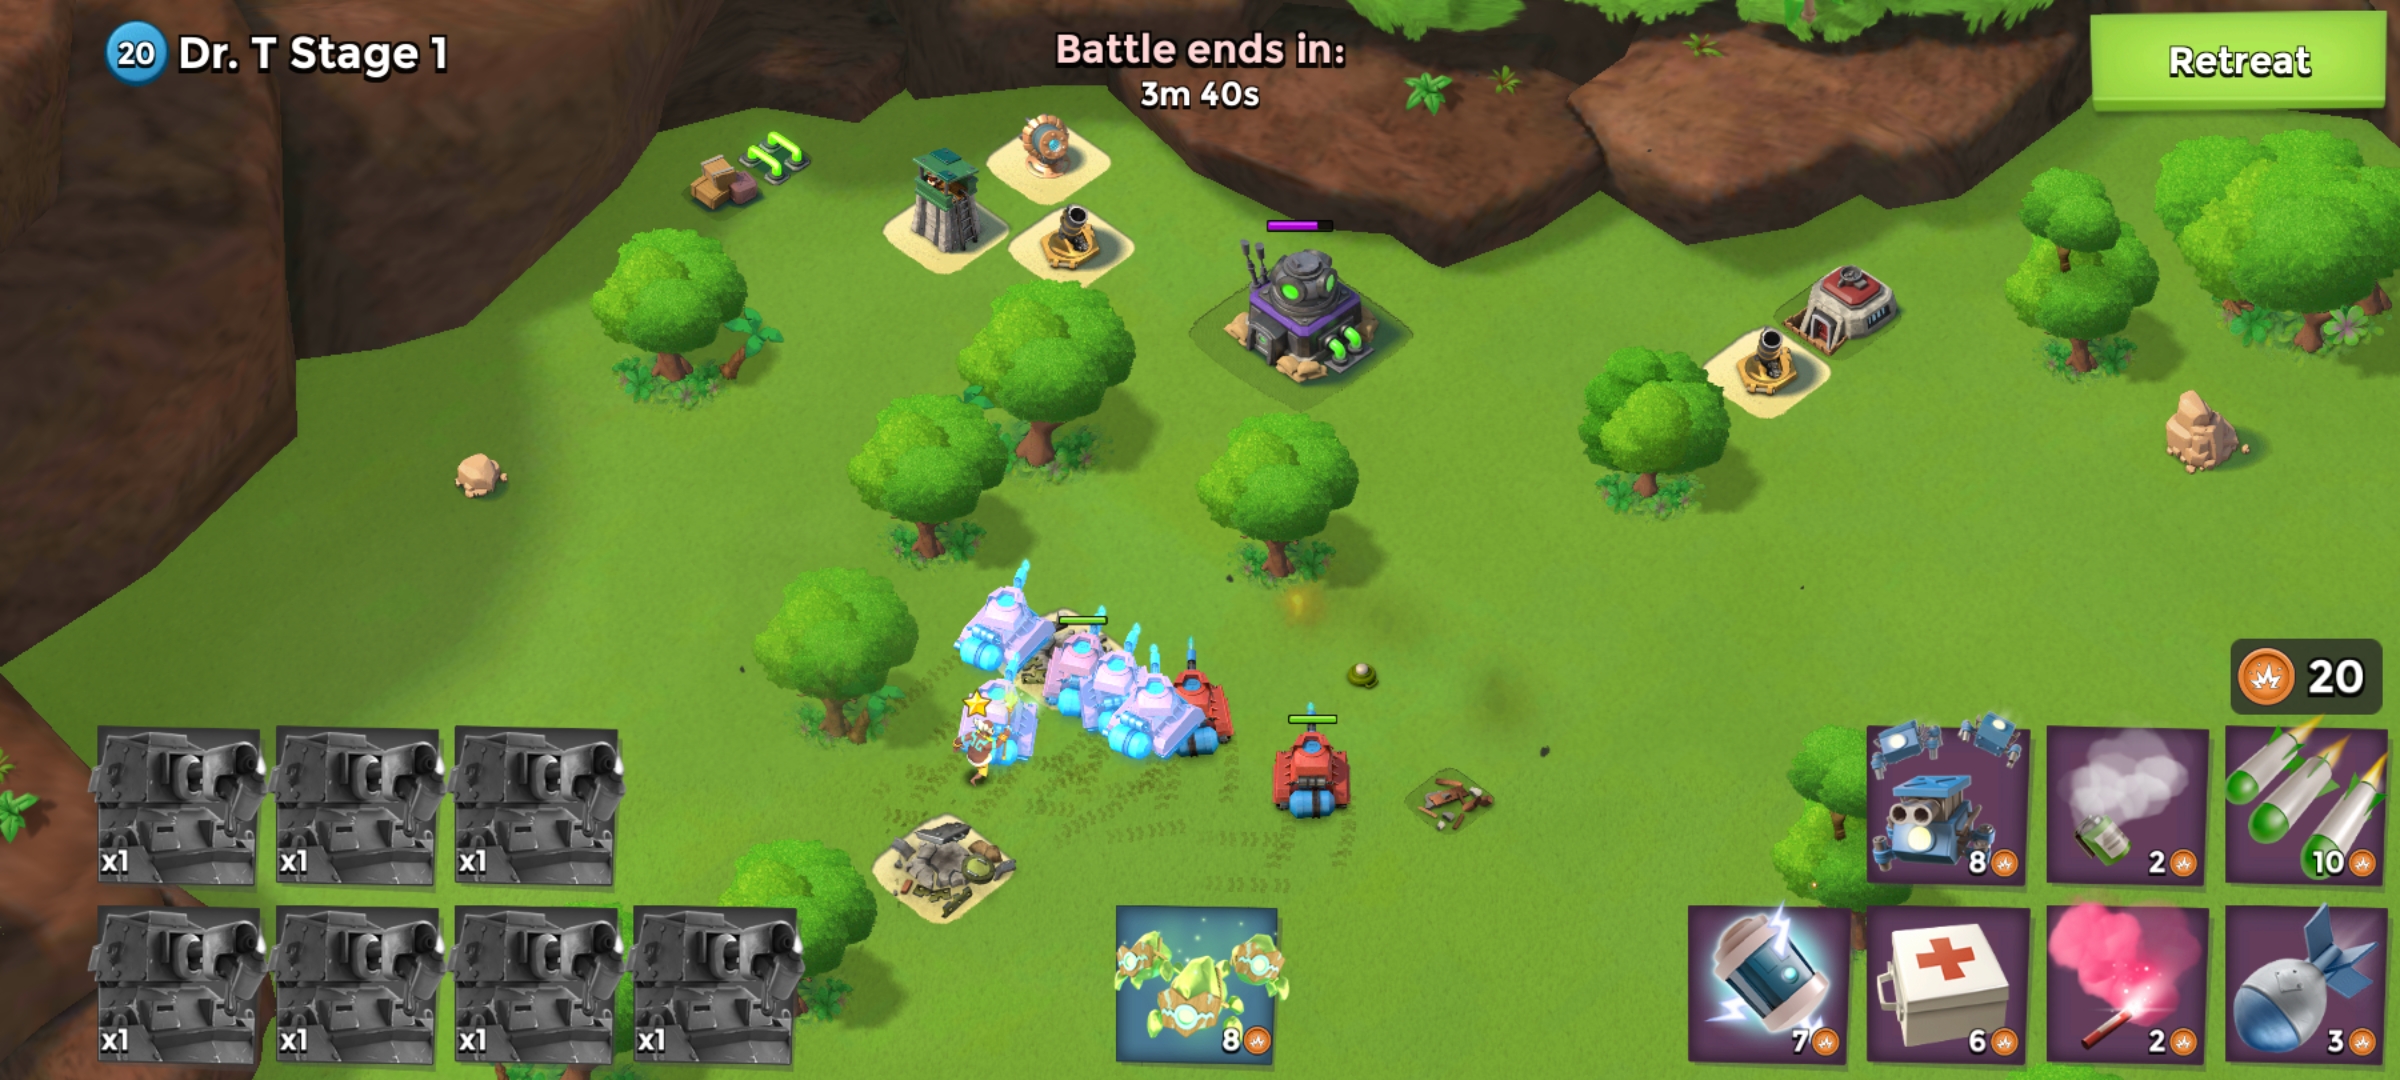 20 Dr. T Stage 1
Battle ends in:
3m 40s
Retreat
20
8
2
10
x1
x1
x1
x1
x1
x1
x1
8
7
6
2
3